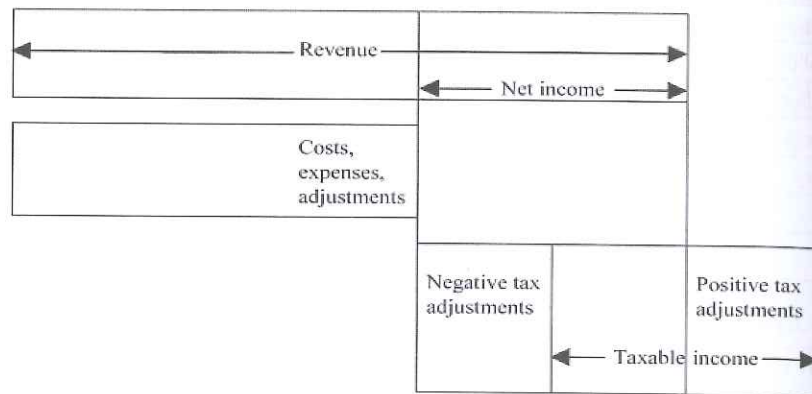 Revenue
Net income
Costs,
expenses,
adjustments
Negative tax
adjustments
Positive tax
adjustments
Taxable income